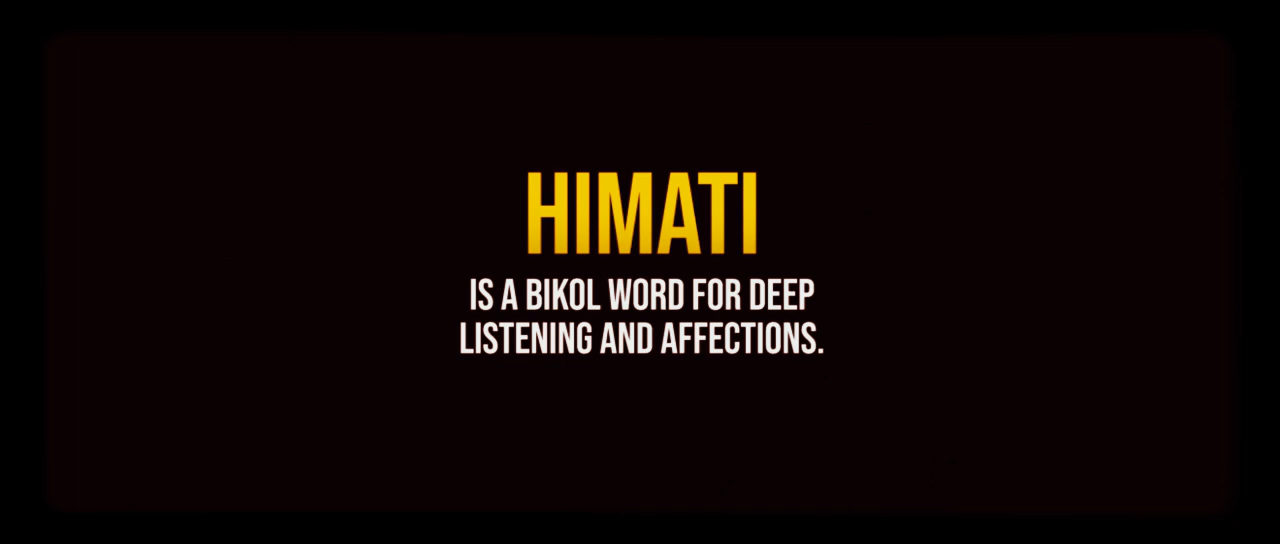 HIMATI
IS A BIKOL WORD FOR DEEP
LISTENING AND AFFECTIONS.